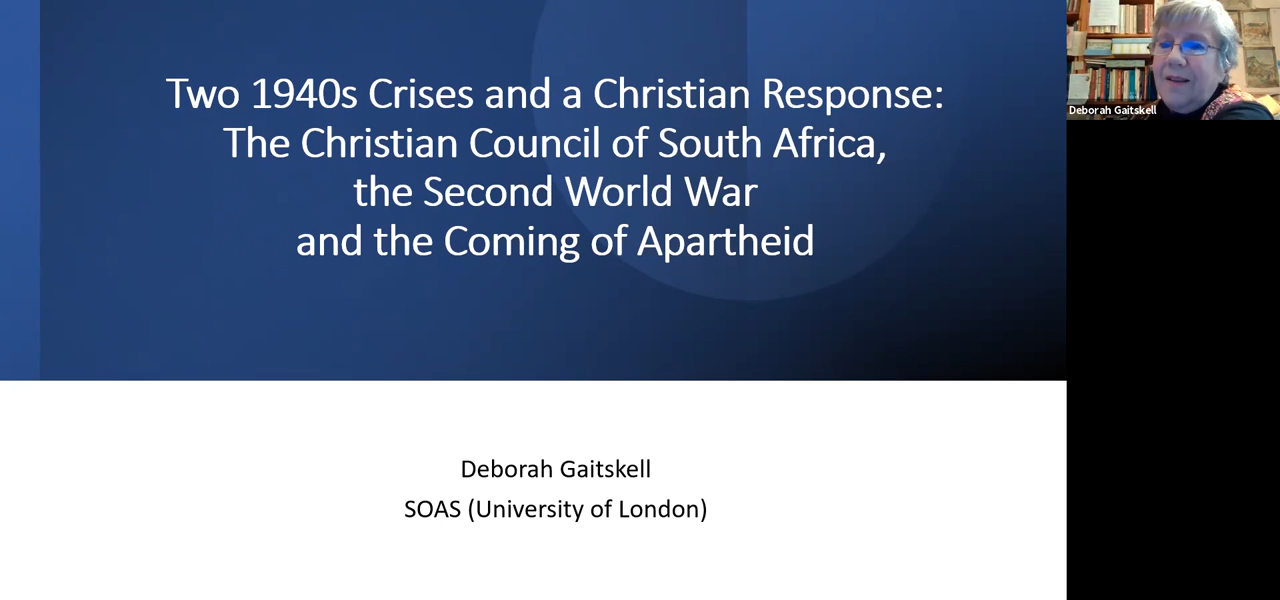 Two 1940s Crises and a Christian Response:
The Christian Council of South Africa,
the Second World War
and the Coming of Apartheid
Deborah Gaitskell
SOAS (University of London)
Deborah Gaitskell